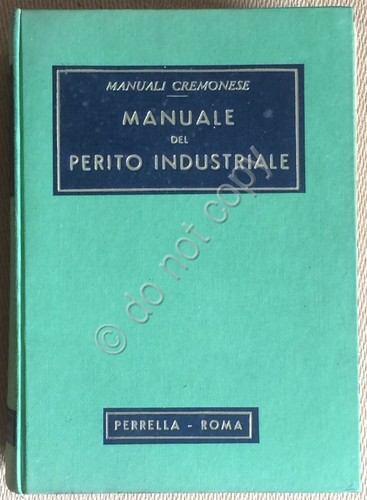 MANUALI CREMONESE
MANUALE
DEL
PERITO INDUSTRIALE
© do not copy
PERRELLA - ROMA